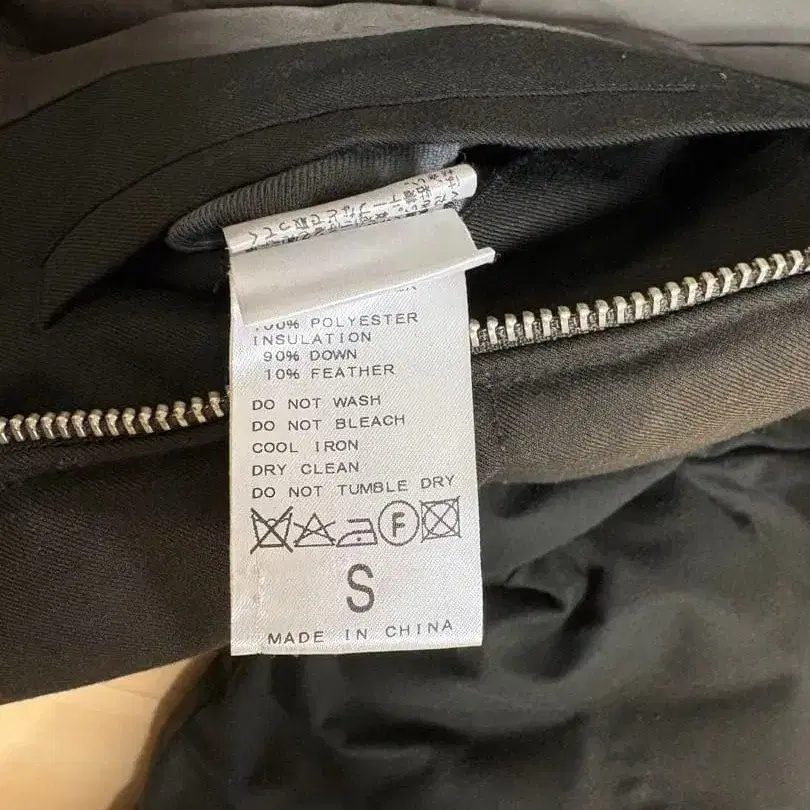 100% POLYESTER
INSULATION
90% DOWN
10% FEATHER
DO NOT WASH
DO NOT BLEACH
COOL IRON
DRY CLEAN
DO NOT TUMBLE DRY
F
S
MADE IN CHINA